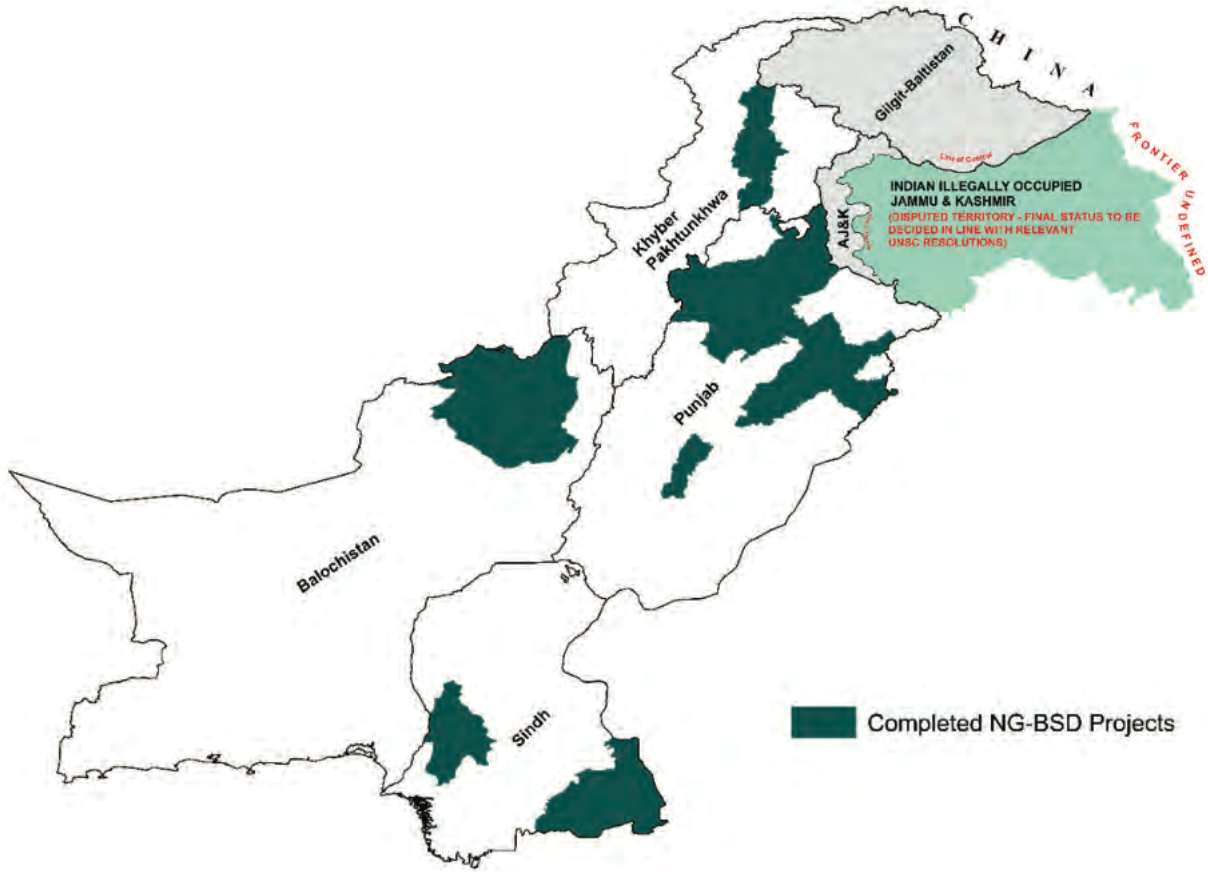 CHINA
Gilgit-Baltistan
FRONTIER UNDEFINED
Line of Control
INDIAN ILLEGALLY OCCUPIED
JAMMU & KASHMIR
(DISPUTED TERRITORY - FINAL STATUS TO BE
DECIDED IN LINE WITH RELEVANT
UNSC RESOLUTIONS)
AJ&K
Khyber
Pakhtunkhwa
Punjab
Balochistan
Sindh
Completed NG-BSD Projects